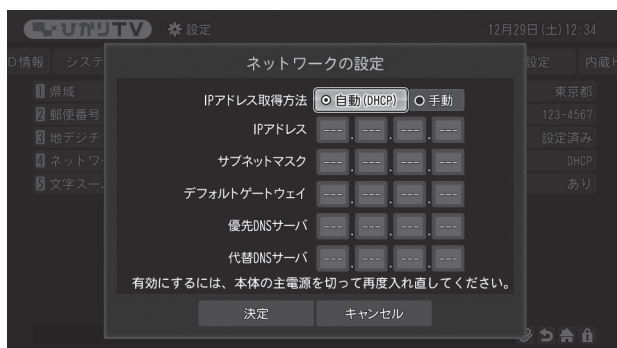 ひかりTV 設定 12月29日(土)12:34
D情報 システ 設定 内蔵H
ネットワークの設定
1 県域 東京都
2 郵便番号 123-4567
3 地デジチ 設定済み
4 ネットワー DHCP
5 文字スー あり
IPアドレス取得方法 自動(DHCP) 手動
IPアドレス ---.---.---.---
サブネットマスク ---.---.---.---
デフォルトゲートウェイ ---.---.---.---
優先DNSサーバ ---.---.---.---
代替DNSサーバ ---.---.---.---
有効にするには、本体の主電源を切って再度入れ直してください。
決定 キャンセル